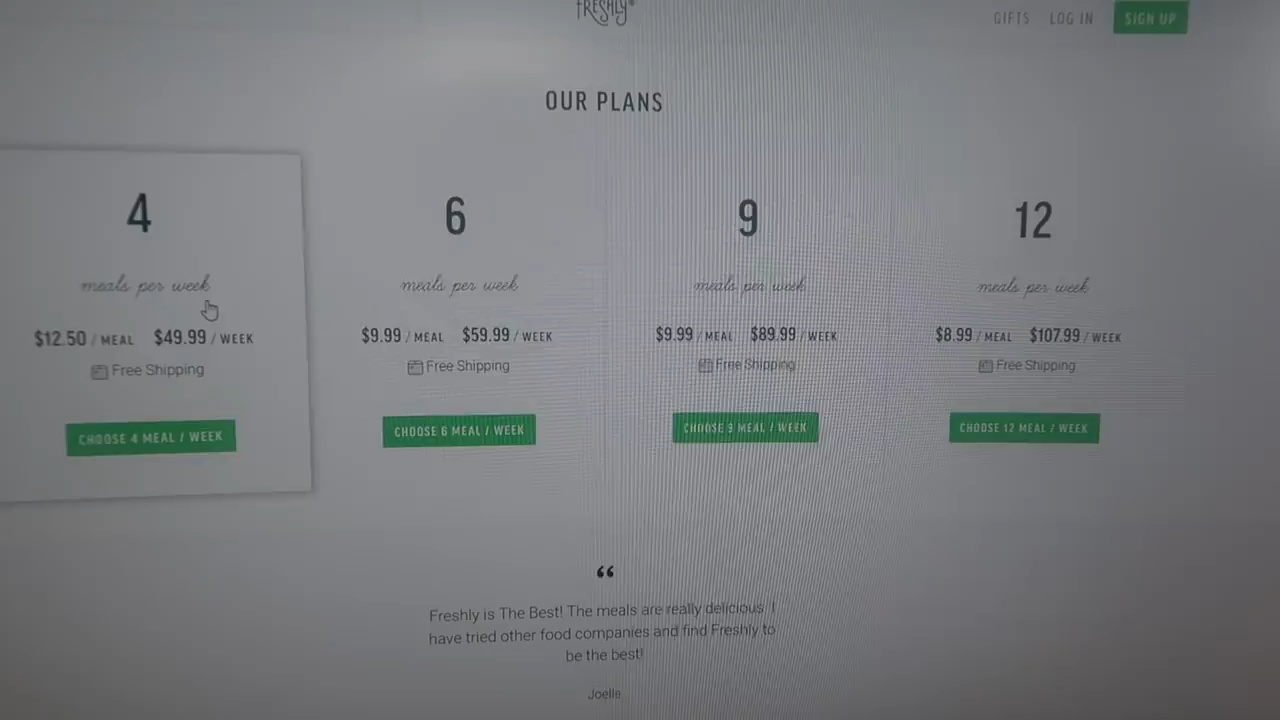 FRESHLY
GIFTS LOG IN SIGN UP
OUR PLANS
4
meals per week
$12.50 / MEAL $49.99 / WEEK
Free Shipping
CHOOSE 4 MEAL / WEEK
6
meals per week
$9.99 / MEAL $59.99 / WEEK
Free Shipping
CHOOSE 6 MEAL / WEEK
9
meals per week
$9.99 / MEAL $89.99 / WEEK
Free Shipping
CHOOSE 9 MEAL / WEEK
12
meals per week
$8.99 / MEAL $107.99 / WEEK
Free Shipping
CHOOSE 12 MEAL / WEEK
“
Freshly is The Best! The meals are really delicious. I
have tried other food companies and find Freshly to
be the best!
Joelle